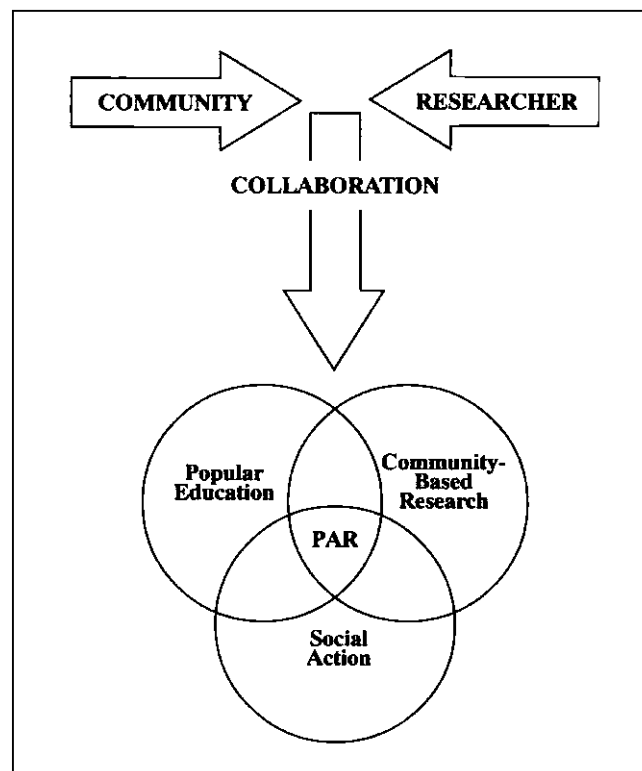 COMMUNITY
RESEARCHER
COLLABORATION
Popular
Education
Community-
Based
Research
PAR
Social
Action